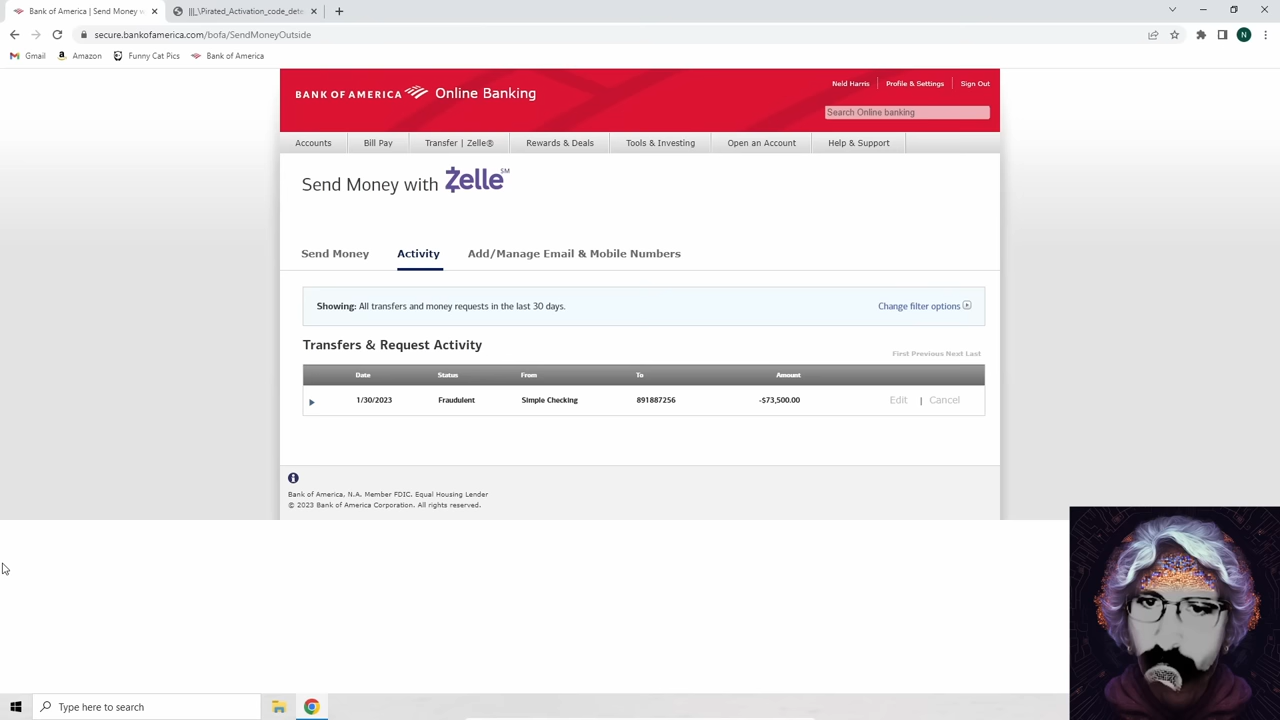 Bank of America | Send Money w
|||_\Pirated_Activation_code_dete
secure.bankofamerica.com/bofa/SendMoneyOutside
N
Gmail Amazon Funny Cat Pics Bank of America
BANK OF AMERICA Online Banking
Neld Harris Profile & Settings Sign Out
Search Online banking
Accounts Bill Pay Transfer | Zelle® Rewards & Deals Tools & Investing Open an Account Help & Support
Send Money with Zelle SM
Send Money Activity Add/Manage Email & Mobile Numbers
Showing: All transfers and money requests in the last 30 days. Change filter options
Transfers & Request Activity
First Previous Next Last
Date Status From To Amount
1/30/2023 Fraudulent Simple Checking 891887256 -$73,500.00 Edit | Cancel
Bank of America, N.A. Member FDIC. Equal Housing Lender
© 2023 Bank of America Corporation. All rights reserved.
Type here to search